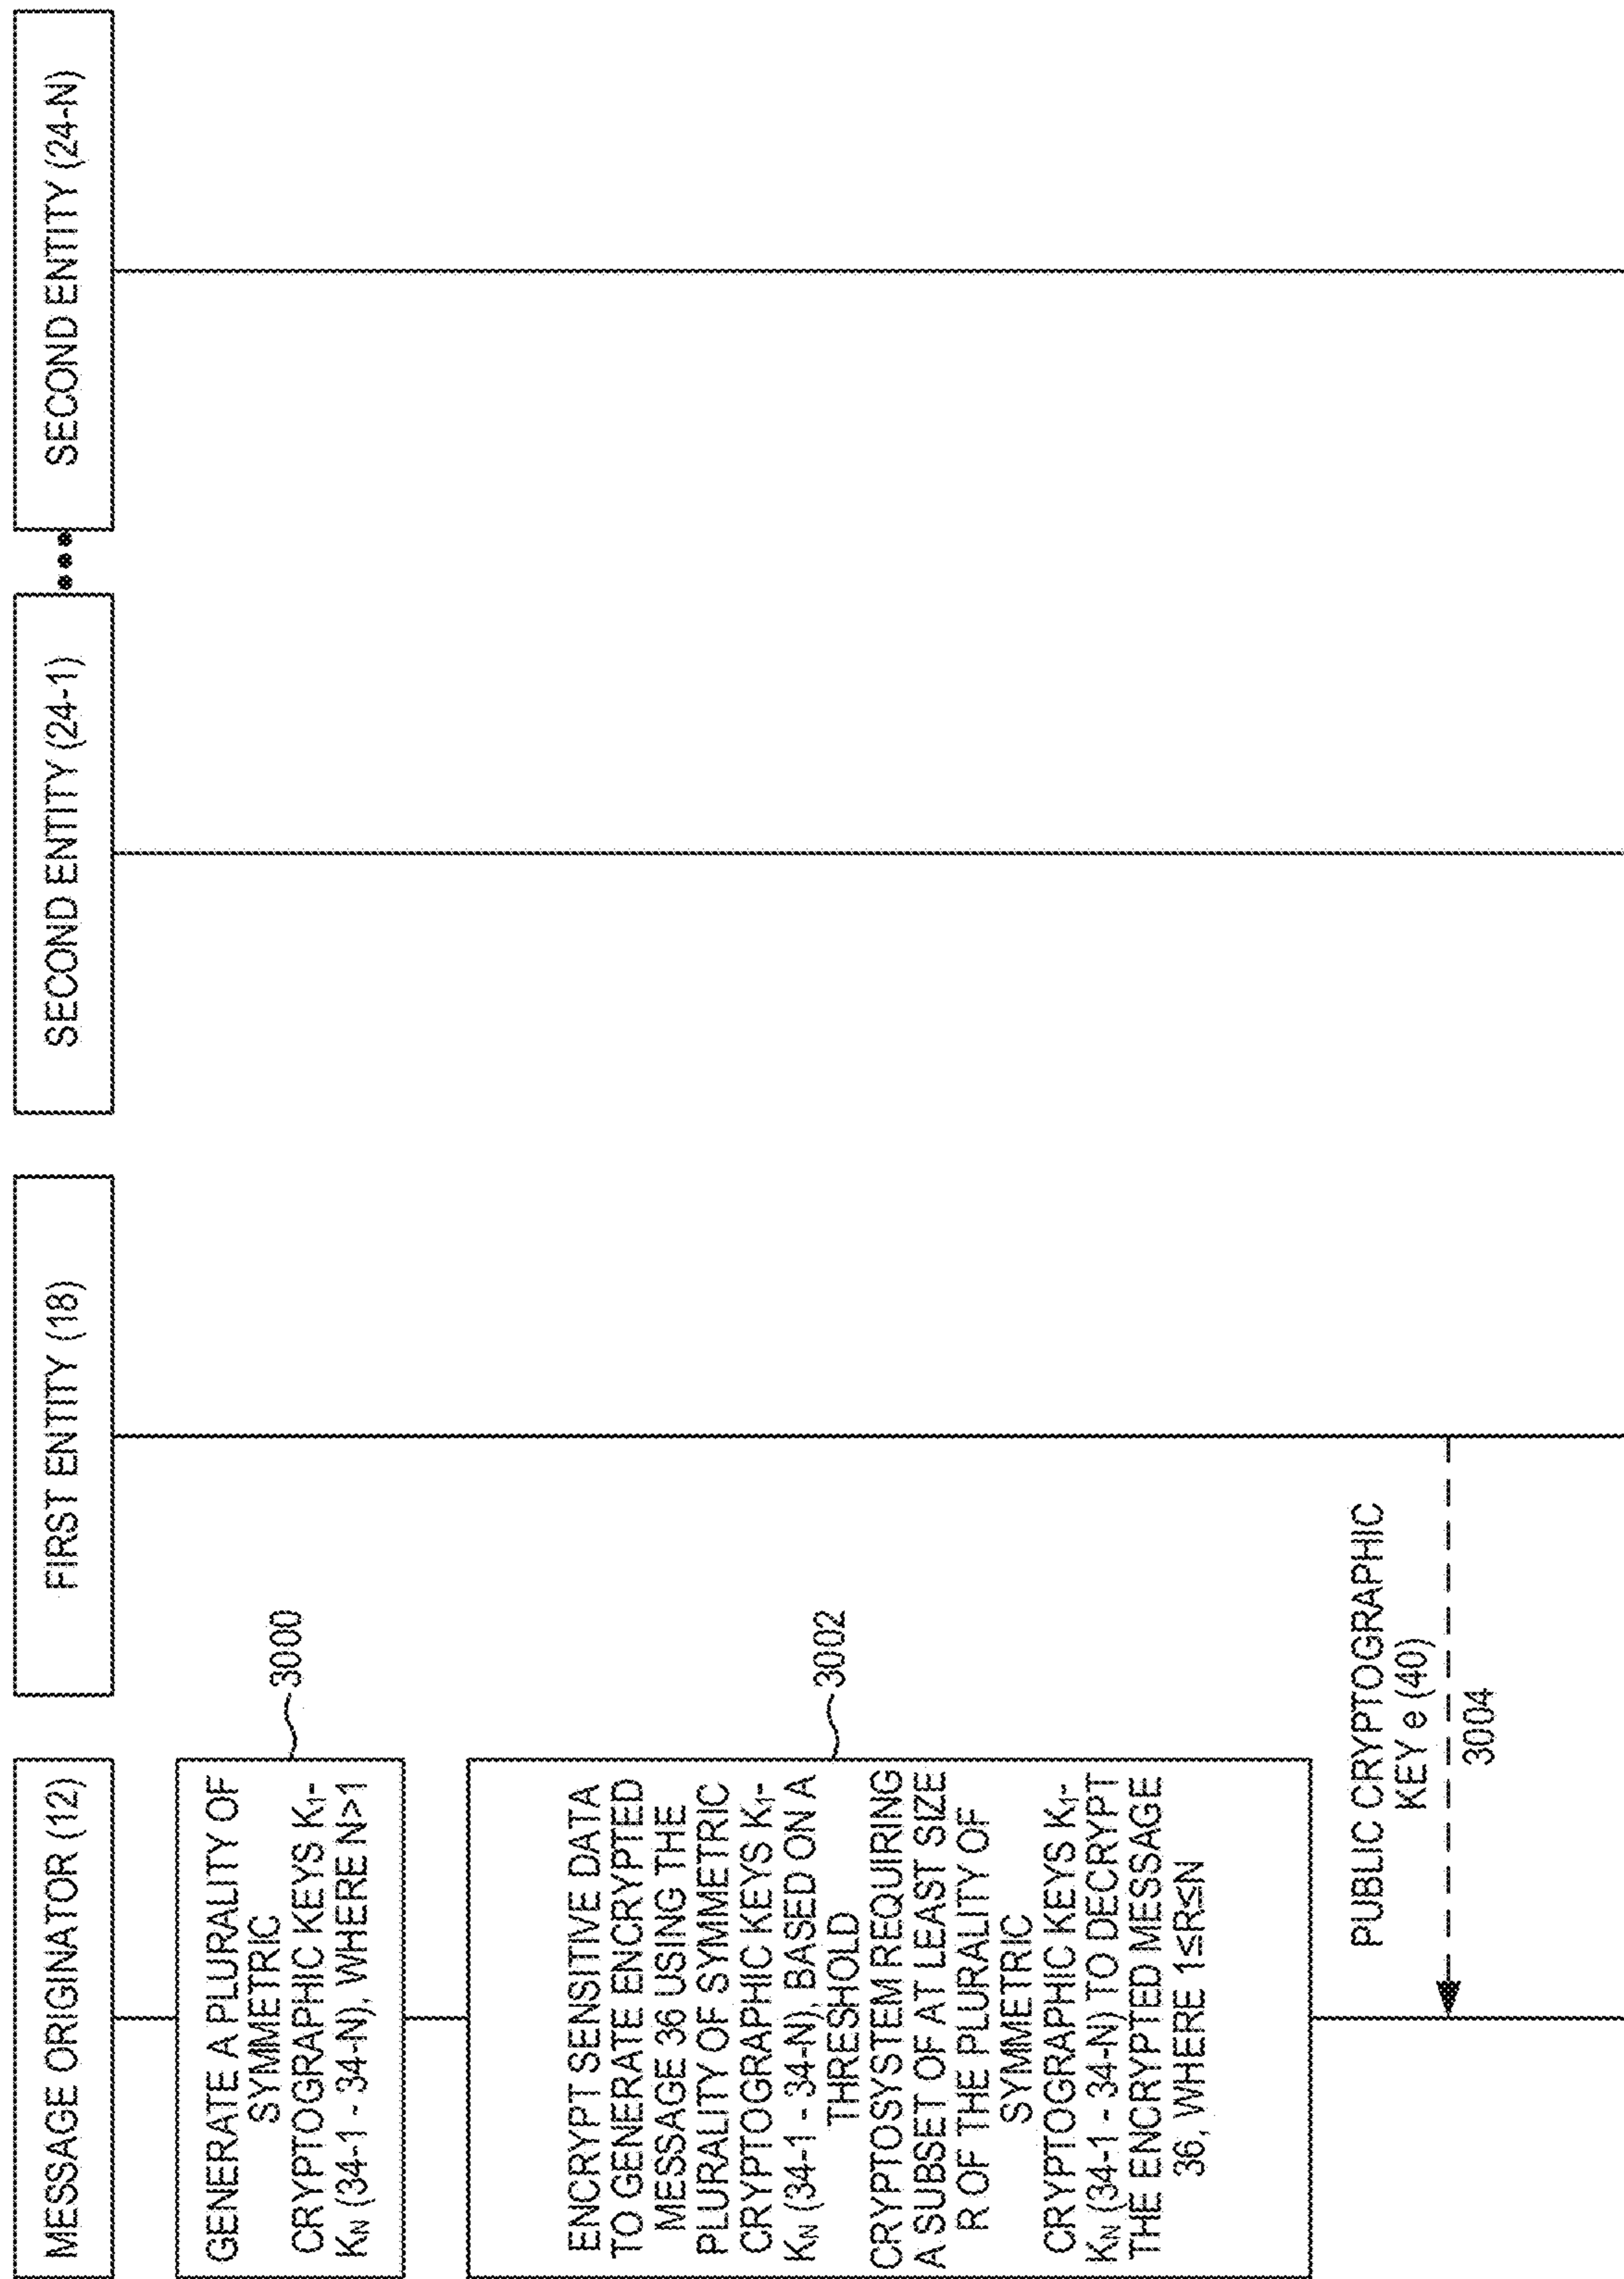 MESSAGE ORIGINATOR (12)
FIRST ENTITY (18)
SECOND ENTITY (24-1)
SECOND ENTITY (24-N)
GENERATE A PLURALITY OF
SYMMETRIC
CRYPTOGRAPHIC KEYS K1-
KN (34-1 - 34-N), WHERE N>1
3000
ENCRYPT SENSITIVE DATA
TO GENERATE ENCRYPTED
MESSAGE 36 USING THE
PLURALITY OF SYMMETRIC
CRYPTOGRAPHIC KEYS K1-
KN (34-1 - 34-N), BASED ON A
THRESHOLD
CRYPTOSYSTEM REQUIRING
A SUBSET OF AT LEAST SIZE
R OF THE PLURALITY OF
SYMMETRIC
CRYPTOGRAPHIC KEYS K1-
KN (34-1 - 34-N) TO DECRYPT
THE ENCRYPTED MESSAGE
36, WHERE 1≤R≤N
3002
PUBLIC CRYPTOGRAPHIC
KEY e (40)
3004